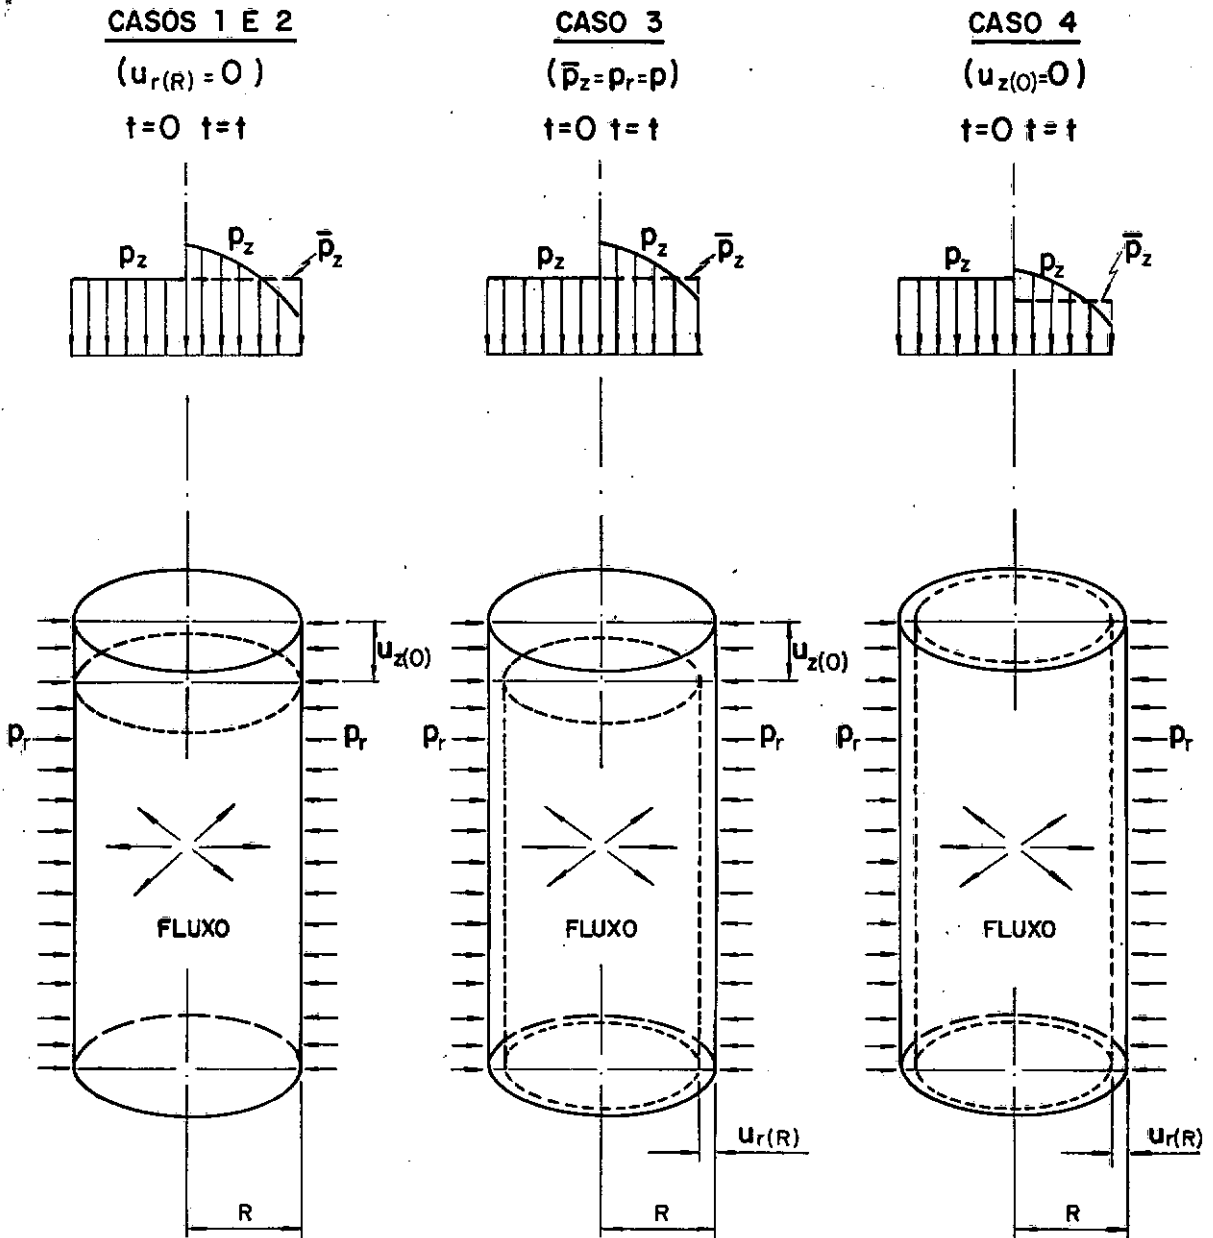 CASOS 1 E 2
(u_r(R) = 0)
t=0 t=t
p_z
p_z
p̄_z
u_z(0)
p_r
p_r
FLUXO
R
CASO 3
(p̄_z=p_r=p)
t=0 t=t
p_z
p_z
p̄_z
u_z(0)
p_r
p_r
FLUXO
u_r(R)
R
CASO 4
(u_z(0)=0)
t=0 t=t
p_z
p_z
p̄_z
p_r
p_r
FLUXO
u_r(R)
R